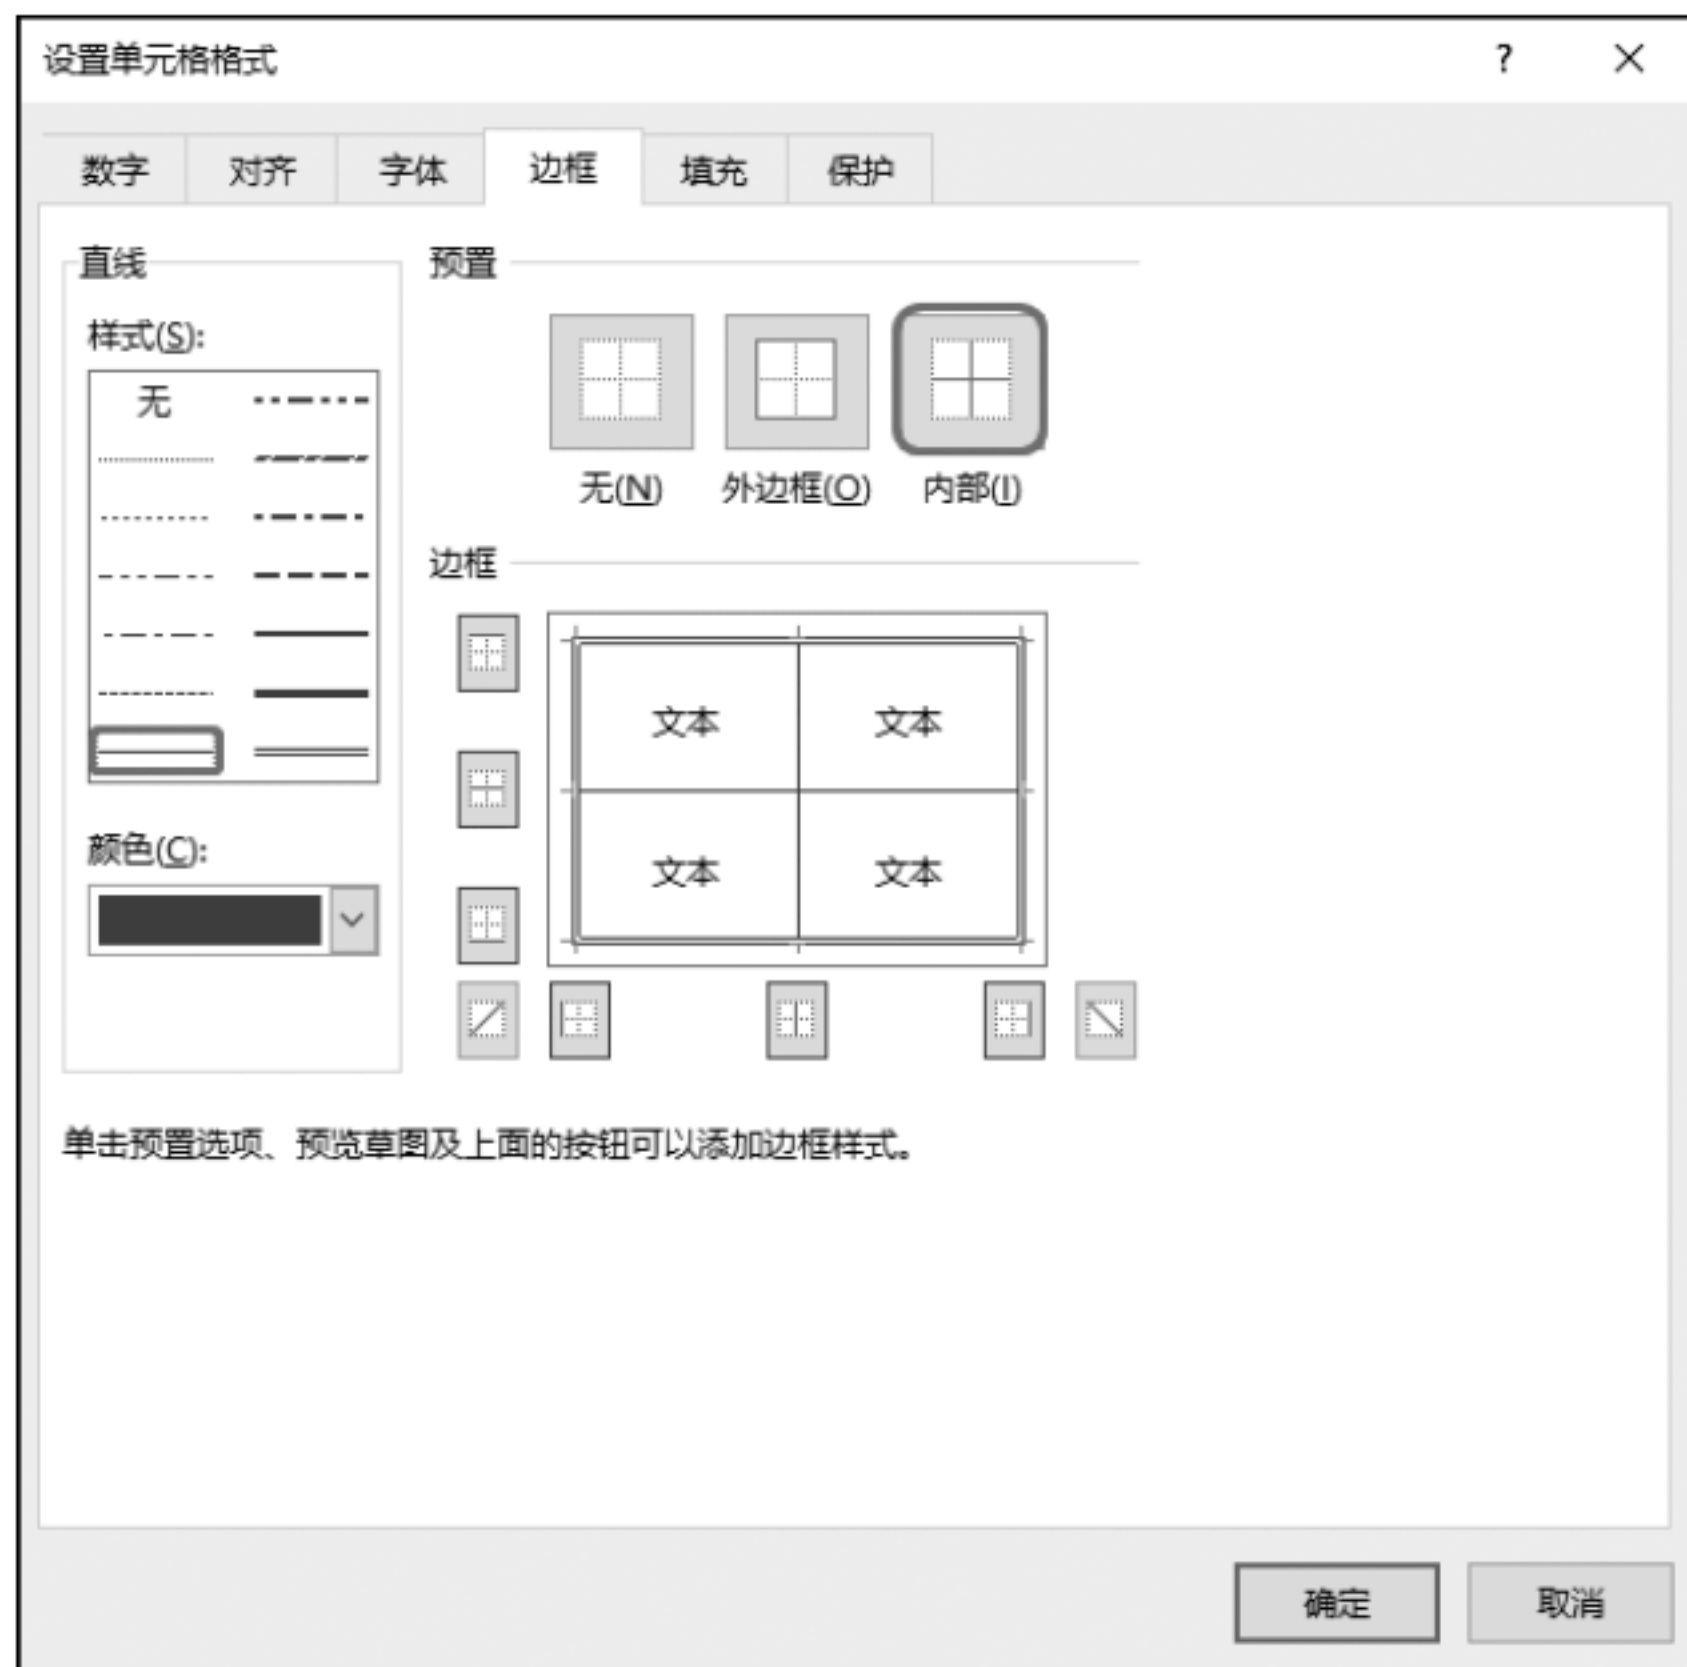 设置单元格格式 ?
数字 对齐 字体 边框 填充 保护
直线
样式(S):
无
颜色(C):
预置
无(N) 外边框(O) 内部(I)
边框
文本 文本
文本 文本
单击预置选项、预览草图及上面的按钮可以添加边框样式。
确定 取消